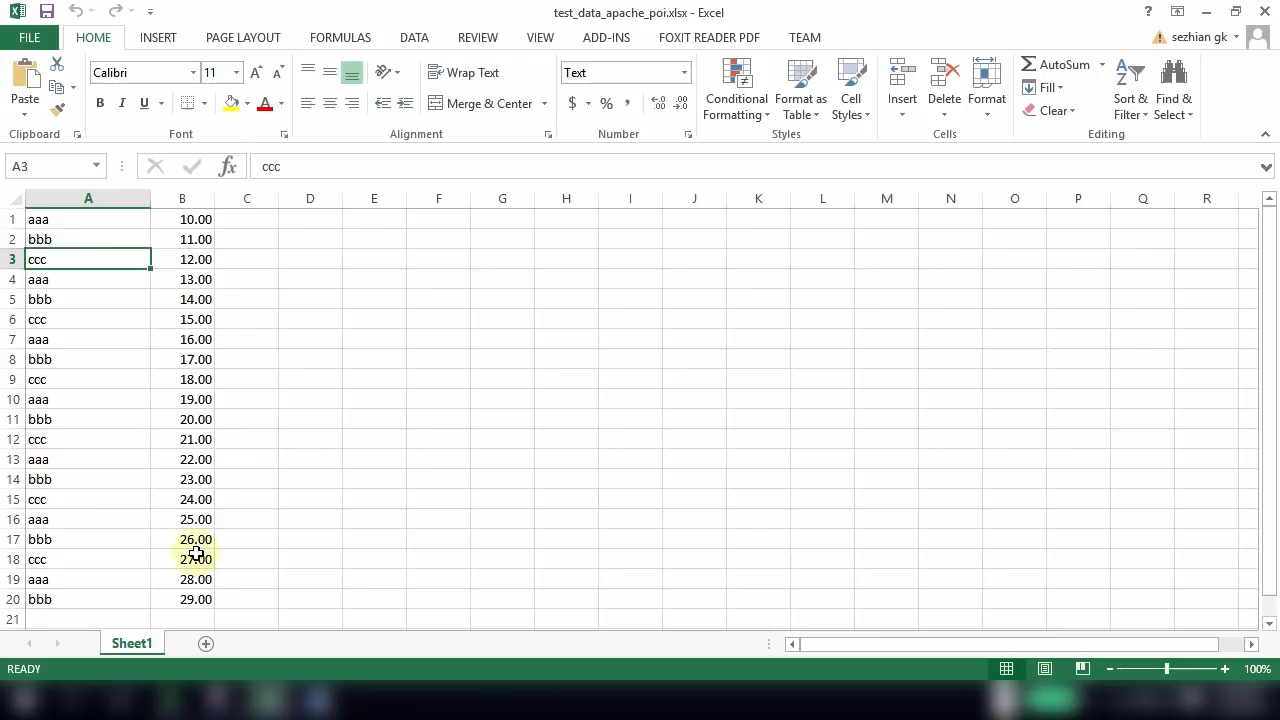 test_data_apache_poi.xlsx - Excel
FILE HOME INSERT PAGE LAYOUT FORMULAS DATA REVIEW VIEW ADD-INS FOXIT READER PDF TEAM sezhian gk
Paste
Clipboard
Calibri 11
B I U
Font
Wrap Text
Merge & Center
Alignment
Text
$ % ,
Number
Conditional Formatting
Format as Table
Cell Styles
Styles
Insert Delete Format
Cells
AutoSum
Fill
Clear
Sort & Filter
Find & Select
Editing
A3 fx ccc
A B C D E F G H I J K L M N O P Q R
1 aaa 10.00
2 bbb 11.00
3 ccc 12.00
4 aaa 13.00
5 bbb 14.00
6 ccc 15.00
7 aaa 16.00
8 bbb 17.00
9 ccc 18.00
10 aaa 19.00
11 bbb 20.00
12 ccc 21.00
13 aaa 22.00
14 bbb 23.00
15 ccc 24.00
16 aaa 25.00
17 bbb 26.00
18 ccc 27.00
19 aaa 28.00
20 bbb 29.00
21
Sheet1
READY 100%